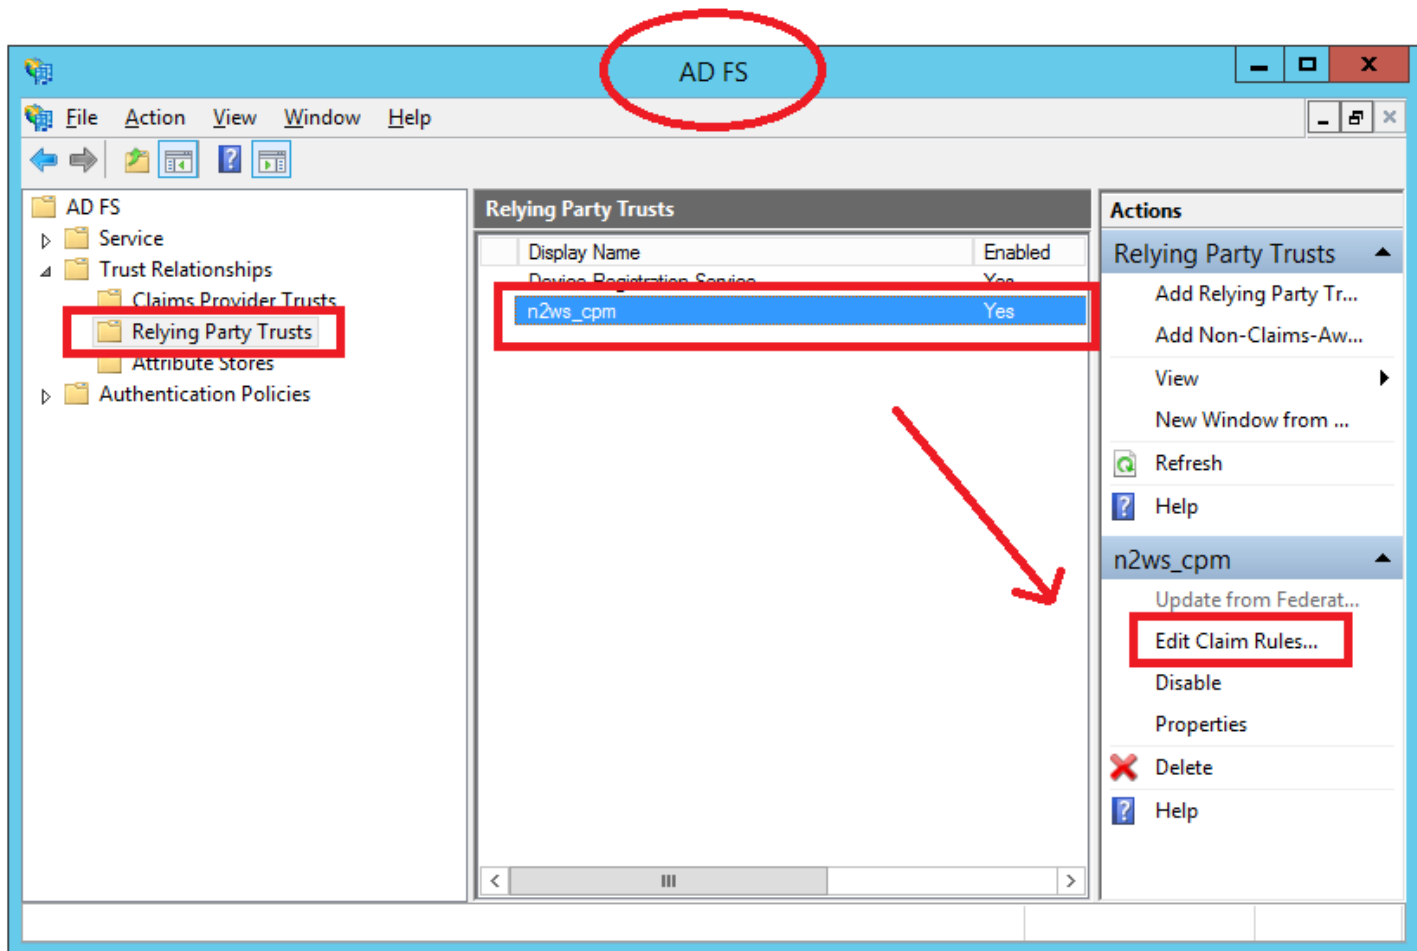 AD FS
File Action View Window Help
AD FS
Service
Trust Relationships
Claims Provider Trusts
Relying Party Trusts
Attribute Stores
Authentication Policies
Relying Party Trusts
Display Name Enabled
Device Registration Service Yes
n2ws_cpm Yes
Actions
Relying Party Trusts
Add Relying Party Tr...
Add Non-Claims-Aw...
View
New Window from ...
Refresh
Help
n2ws_cpm
Update from Federat...
Edit Claim Rules...
Disable
Properties
Delete
Help